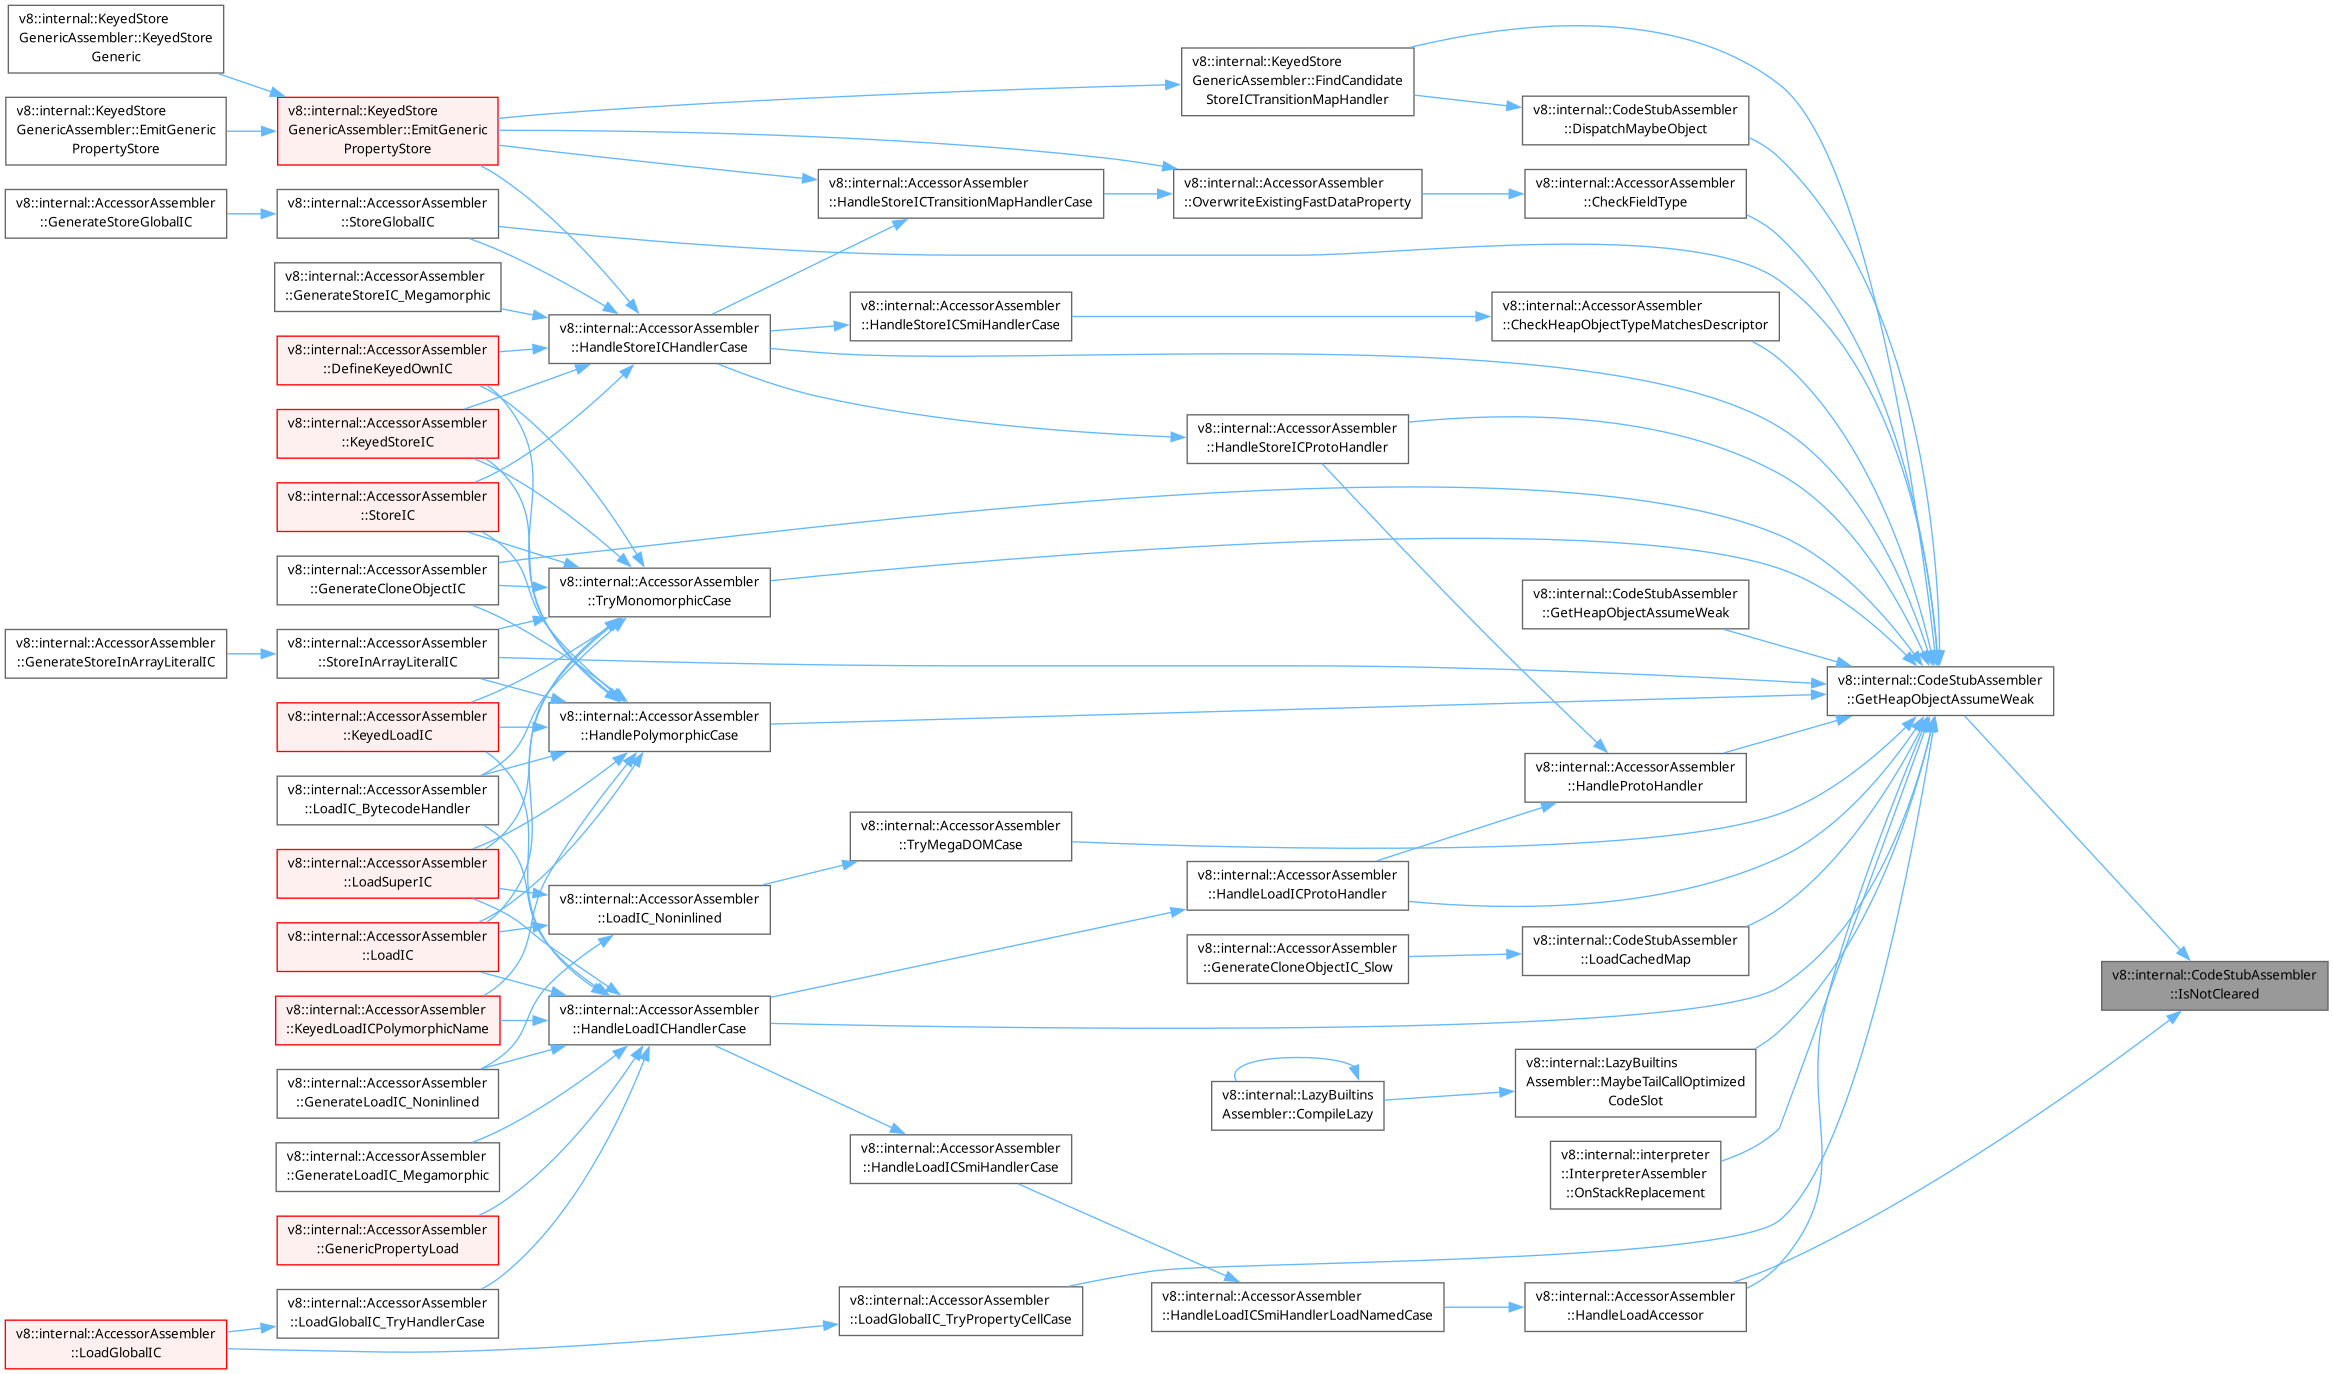 v8::internal::KeyedStore
GenericAssembler::KeyedStore
Generic
v8::internal::KeyedStore
GenericAssembler::EmitGeneric
PropertyStore
v8::internal::AccessorAssembler
::GenerateStoreGlobalIC
v8::internal::AccessorAssembler
::GenerateStoreInArrayLiteralIC
v8::internal::AccessorAssembler
::LoadGlobalIC
v8::internal::KeyedStore
GenericAssembler::EmitGeneric
PropertyStore
v8::internal::AccessorAssembler
::StoreGlobalIC
v8::internal::AccessorAssembler
::GenerateStoreIC_Megamorphic
v8::internal::AccessorAssembler
::DefineKeyedOwnIC
v8::internal::AccessorAssembler
::KeyedStoreIC
v8::internal::AccessorAssembler
::StoreIC
v8::internal::AccessorAssembler
::GenerateCloneObjectIC
v8::internal::AccessorAssembler
::StoreInArrayLiteralIC
v8::internal::AccessorAssembler
::KeyedLoadIC
v8::internal::AccessorAssembler
::LoadIC_BytecodeHandler
v8::internal::AccessorAssembler
::LoadSuperIC
v8::internal::AccessorAssembler
::LoadIC
v8::internal::AccessorAssembler
::KeyedLoadICPolymorphicName
v8::internal::AccessorAssembler
::GenerateLoadIC_Noninlined
v8::internal::AccessorAssembler
::GenerateLoadIC_Megamorphic
v8::internal::AccessorAssembler
::GenericPropertyLoad
v8::internal::AccessorAssembler
::LoadGlobalIC_TryHandlerCase
v8::internal::AccessorAssembler
::HandleStoreICHandlerCase
v8::internal::AccessorAssembler
::TryMonomorphicCase
v8::internal::AccessorAssembler
::HandlePolymorphicCase
v8::internal::AccessorAssembler
::LoadIC_Noninlined
v8::internal::AccessorAssembler
::HandleLoadICHandlerCase
v8::internal::AccessorAssembler
::HandleStoreICTransitionMapHandlerCase
v8::internal::AccessorAssembler
::HandleStoreICSmiHandlerCase
v8::internal::AccessorAssembler
::TryMegaDOMCase
v8::internal::AccessorAssembler
::HandleLoadICSmiHandlerCase
v8::internal::AccessorAssembler
::LoadGlobalIC_TryPropertyCellCase
v8::internal::KeyedStore
GenericAssembler::FindCandidate
StoreICTransitionMapHandler
v8::internal::AccessorAssembler
::OverwriteExistingFastDataProperty
v8::internal::AccessorAssembler
::HandleStoreICProtoHandler
v8::internal::AccessorAssembler
::HandleLoadICProtoHandler
v8::internal::AccessorAssembler
::GenerateCloneObjectIC_Slow
v8::internal::LazyBuiltins
Assembler::CompileLazy
v8::internal::AccessorAssembler
::HandleLoadICSmiHandlerLoadNamedCase
v8::internal::CodeStubAssembler
::DispatchMaybeObject
v8::internal::AccessorAssembler
::CheckFieldType
v8::internal::AccessorAssembler
::CheckHeapObjectTypeMatchesDescriptor
v8::internal::CodeStubAssembler
::GetHeapObjectAssumeWeak
v8::internal::AccessorAssembler
::HandleProtoHandler
v8::internal::CodeStubAssembler
::LoadCachedMap
v8::internal::LazyBuiltins
Assembler::MaybeTailCallOptimized
CodeSlot
v8::internal::interpreter
::InterpreterAssembler
::OnStackReplacement
v8::internal::AccessorAssembler
::HandleLoadAccessor
v8::internal::CodeStubAssembler
::GetHeapObjectAssumeWeak
v8::internal::CodeStubAssembler
::IsNotCleared